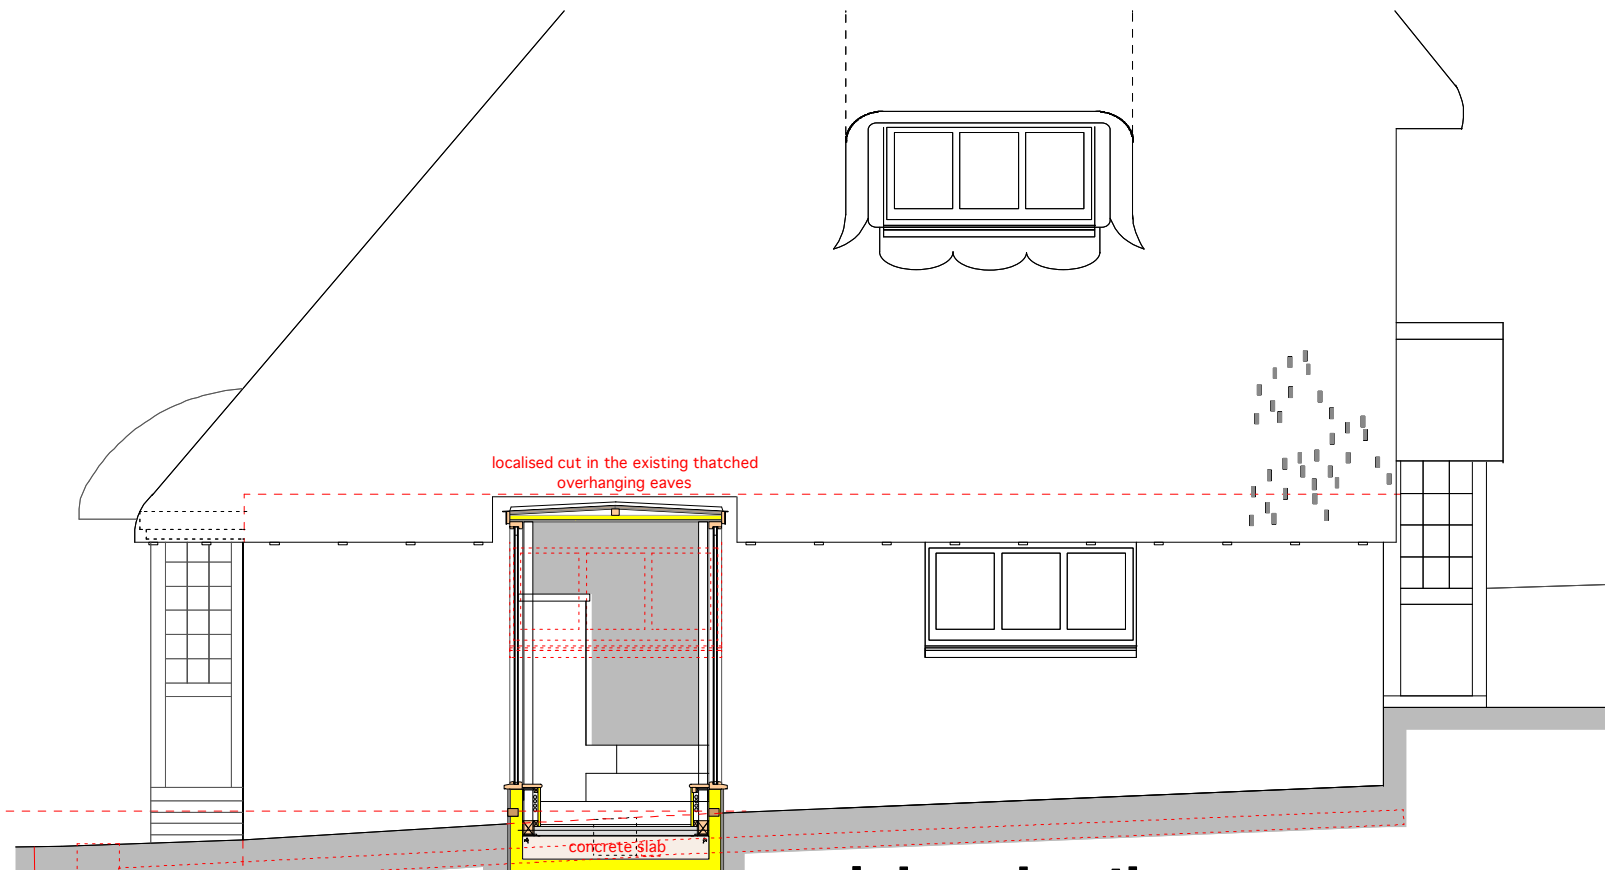 localised cut in the existing thatched
overhanging eaves
concrete slab